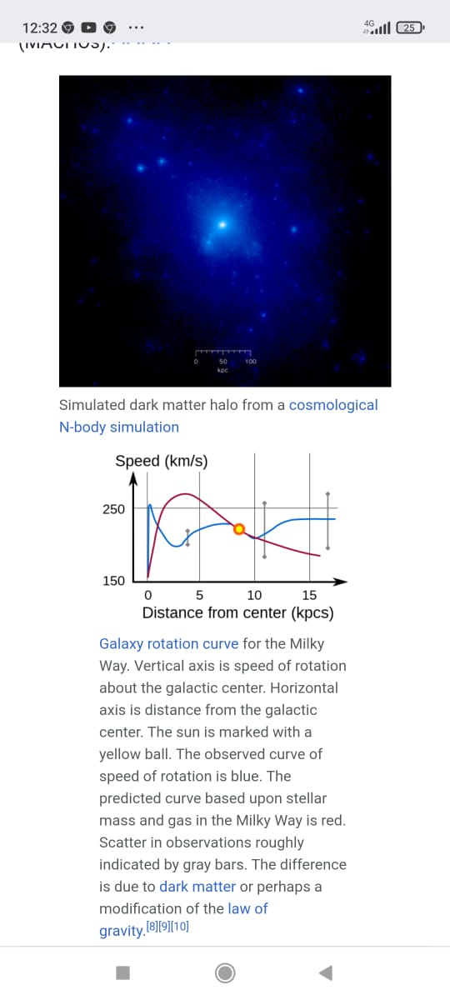 12:32
4G
25
(MACHOs).
0 50 100
kpc
Simulated dark matter halo from a cosmological
N-body simulation
Speed (km/s)
250
150
0 5 10 15
Distance from center (kpcs)
Galaxy rotation curve for the Milky
Way. Vertical axis is speed of rotation
about the galactic center. Horizontal
axis is distance from the galactic
center. The sun is marked with a
yellow ball. The observed curve of
speed of rotation is blue. The
predicted curve based upon stellar
mass and gas in the Milky Way is red.
Scatter in observations roughly
indicated by gray bars. The difference
is due to dark matter or perhaps a
modification of the law of
gravity.[8][9][10]